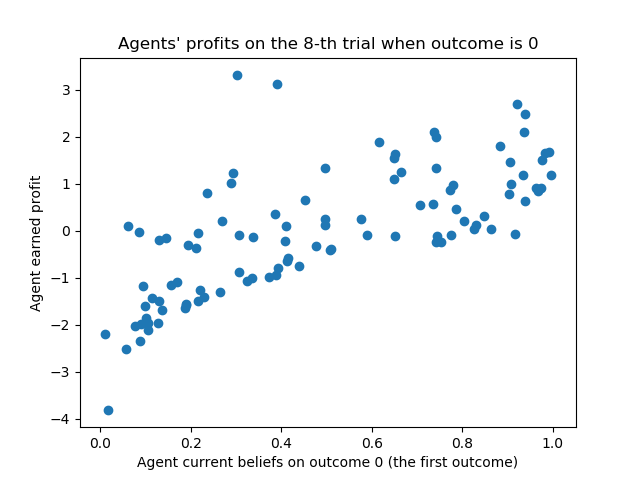 Agents' profits on the 8-th trial when outcome is 0
3
2
1
0
−1
−2
−3
−4
Agent earned profit
0.0 0.2 0.4 0.6 0.8 1.0
Agent current beliefs on outcome 0 (the first outcome)